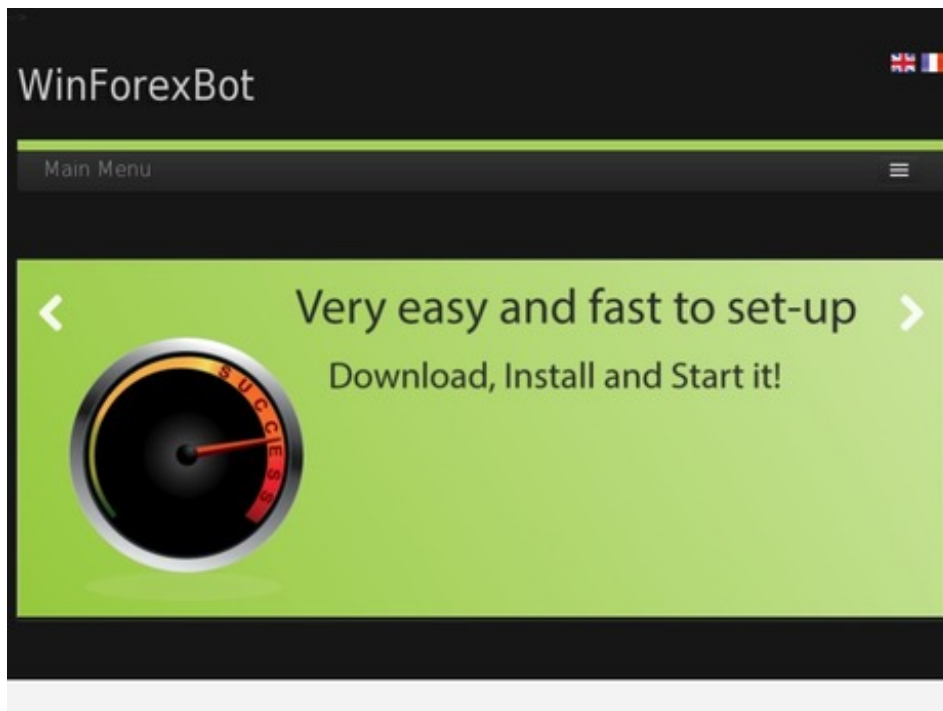 WinForexBot
Main Menu
Very easy and fast to set-up
Download, Install and Start it!
SUCCESS